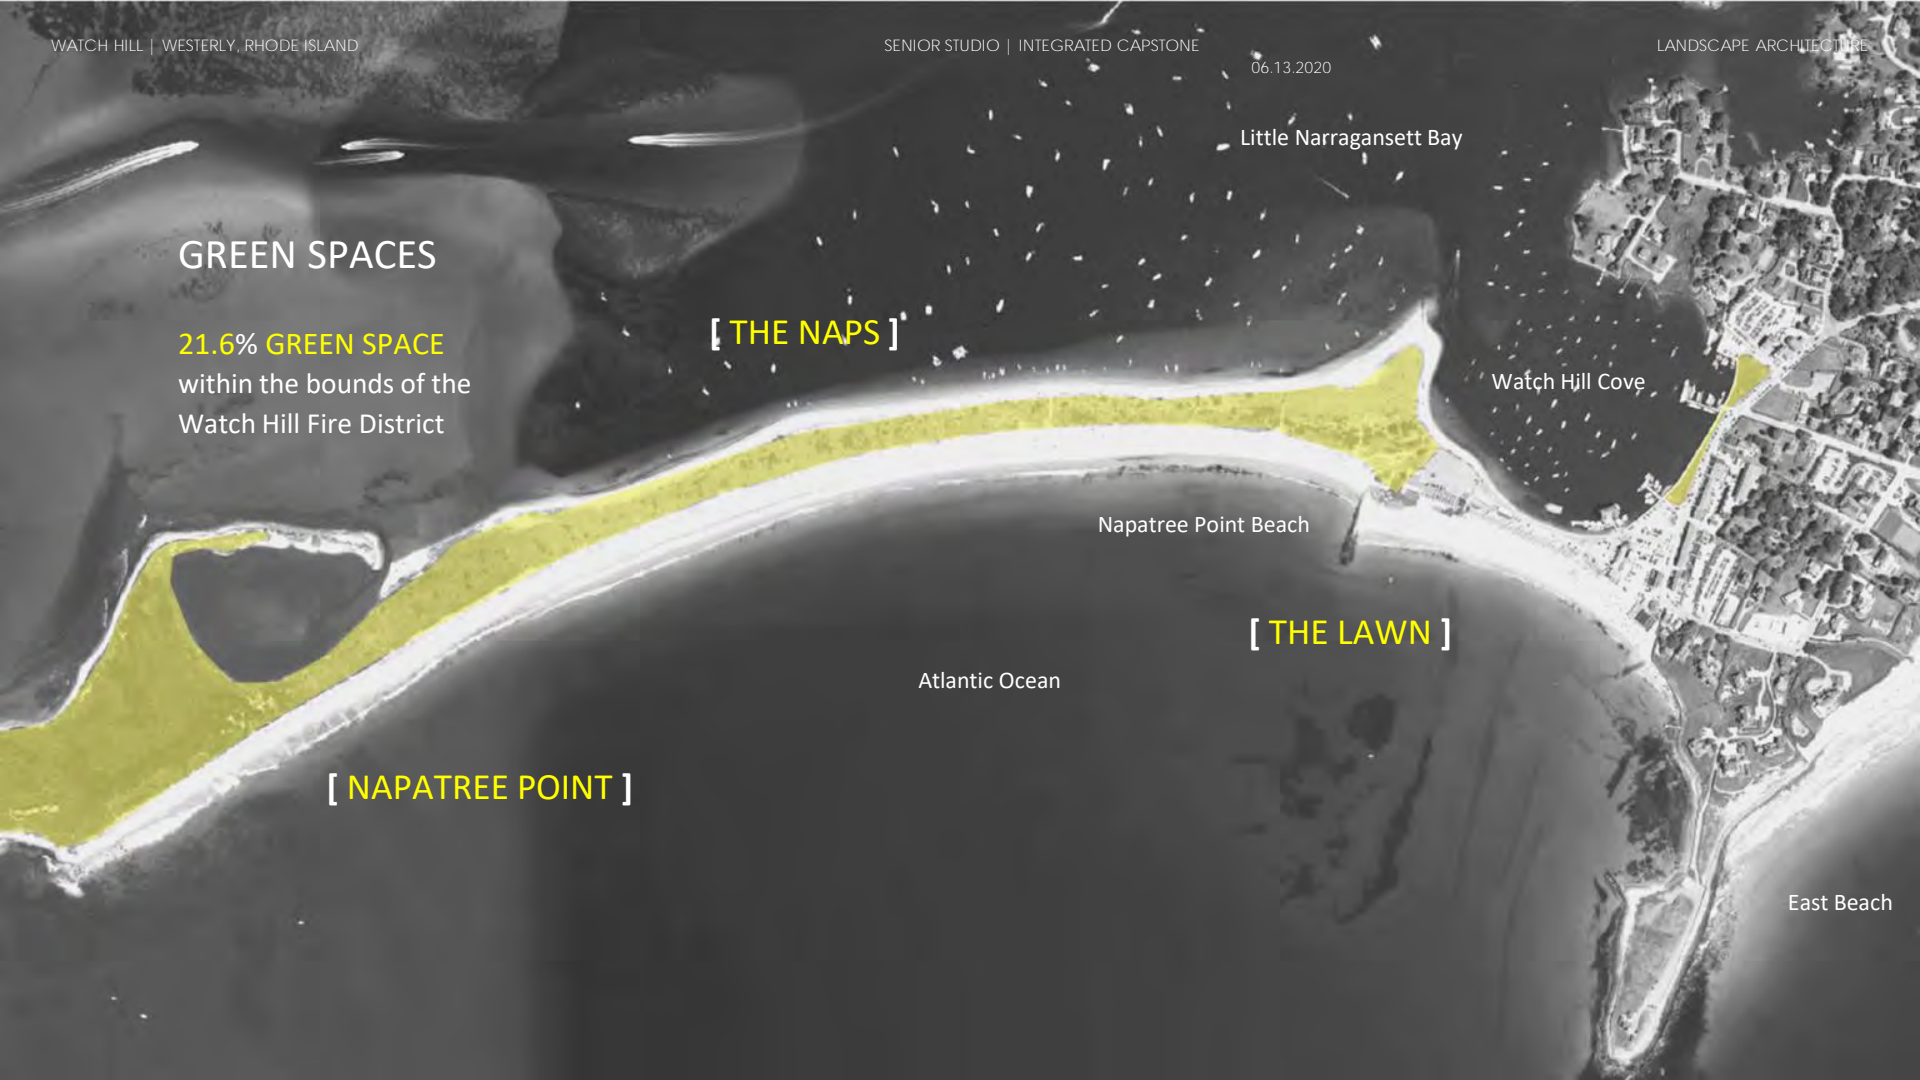 WATCH HILL | WESTERLY, RHODE ISLAND
SENIOR STUDIO | INTEGRATED CAPSTONE
LANDSCAPE ARCHITECTURE
06.13.2020
Little Narragansett Bay
GREEN SPACES
21.6% GREEN SPACE
within the bounds of the
Watch Hill Fire District
[ THE NAPS ]
Watch Hill Cove
Napatree Point Beach
[ THE LAWN ]
Atlantic Ocean
[ NAPATREE POINT ]
East Beach